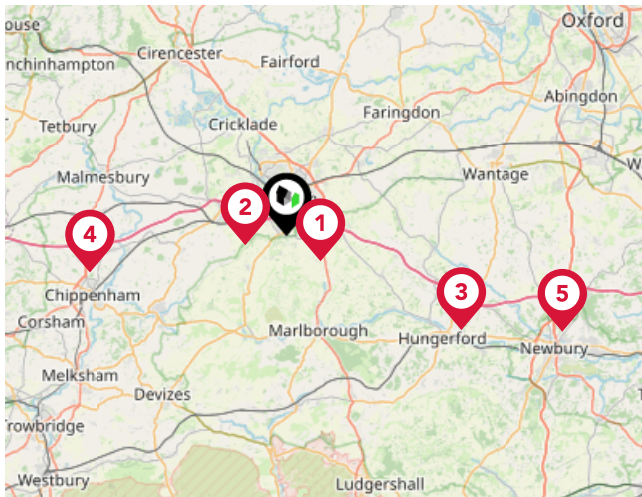 ouse
Oxford
Cirencester
nchinhampton
Fairford
Abingdon
Faringdon
Tetbury
Cricklade
W
Malmesbury
Wantage
2
1
4
3
5
Chippenham
Corsham
Marlborough
Hungerford
Newbury
Melksham
Devizes
Trowbridge
Westbury
Ludgershall